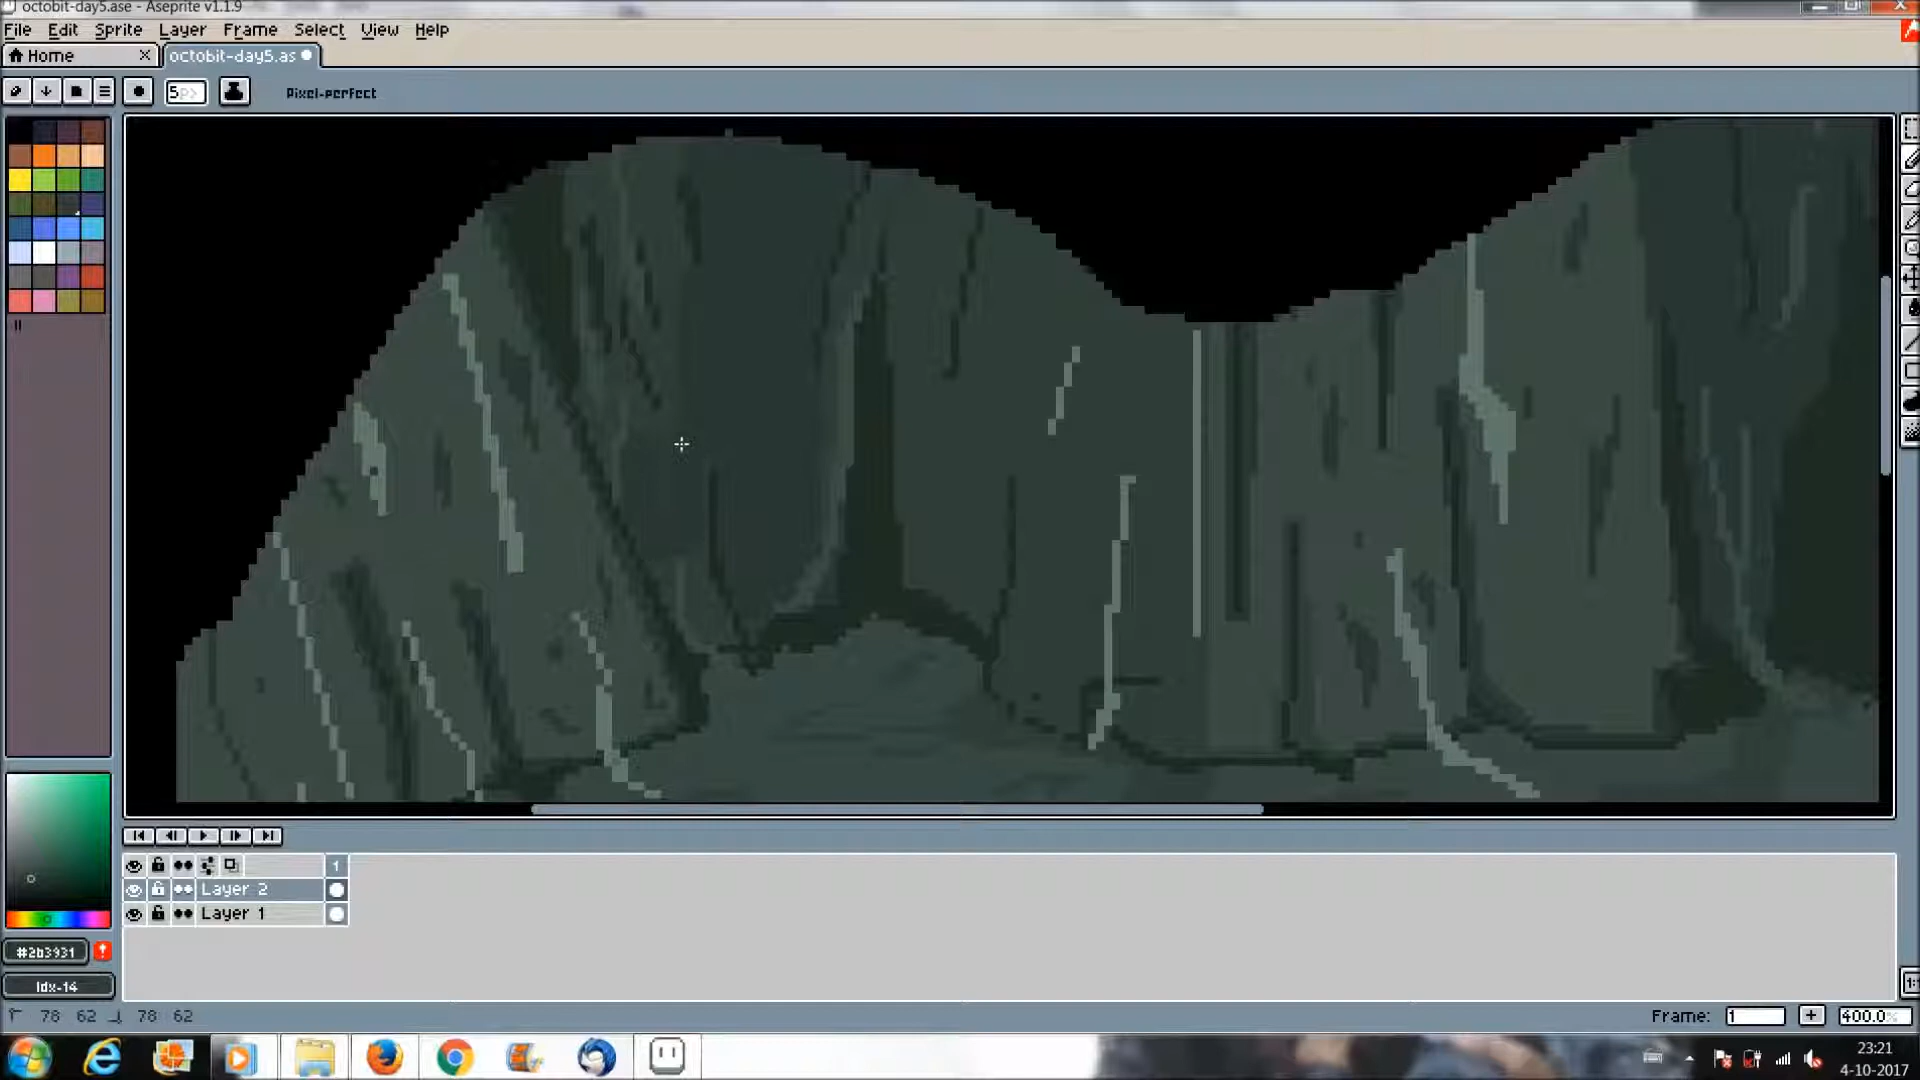 octobit-day5.ase - Aseprite v1.1.9
File Edit Sprite Layer Frame Select View Help
Home octobit-day5.as
5px Pixel-perfect
1
Layer 2
Layer 1
#2b3931
Idx-14
78 62 78 62
Frame: 1 + 400.0%
23:21
4-10-2017